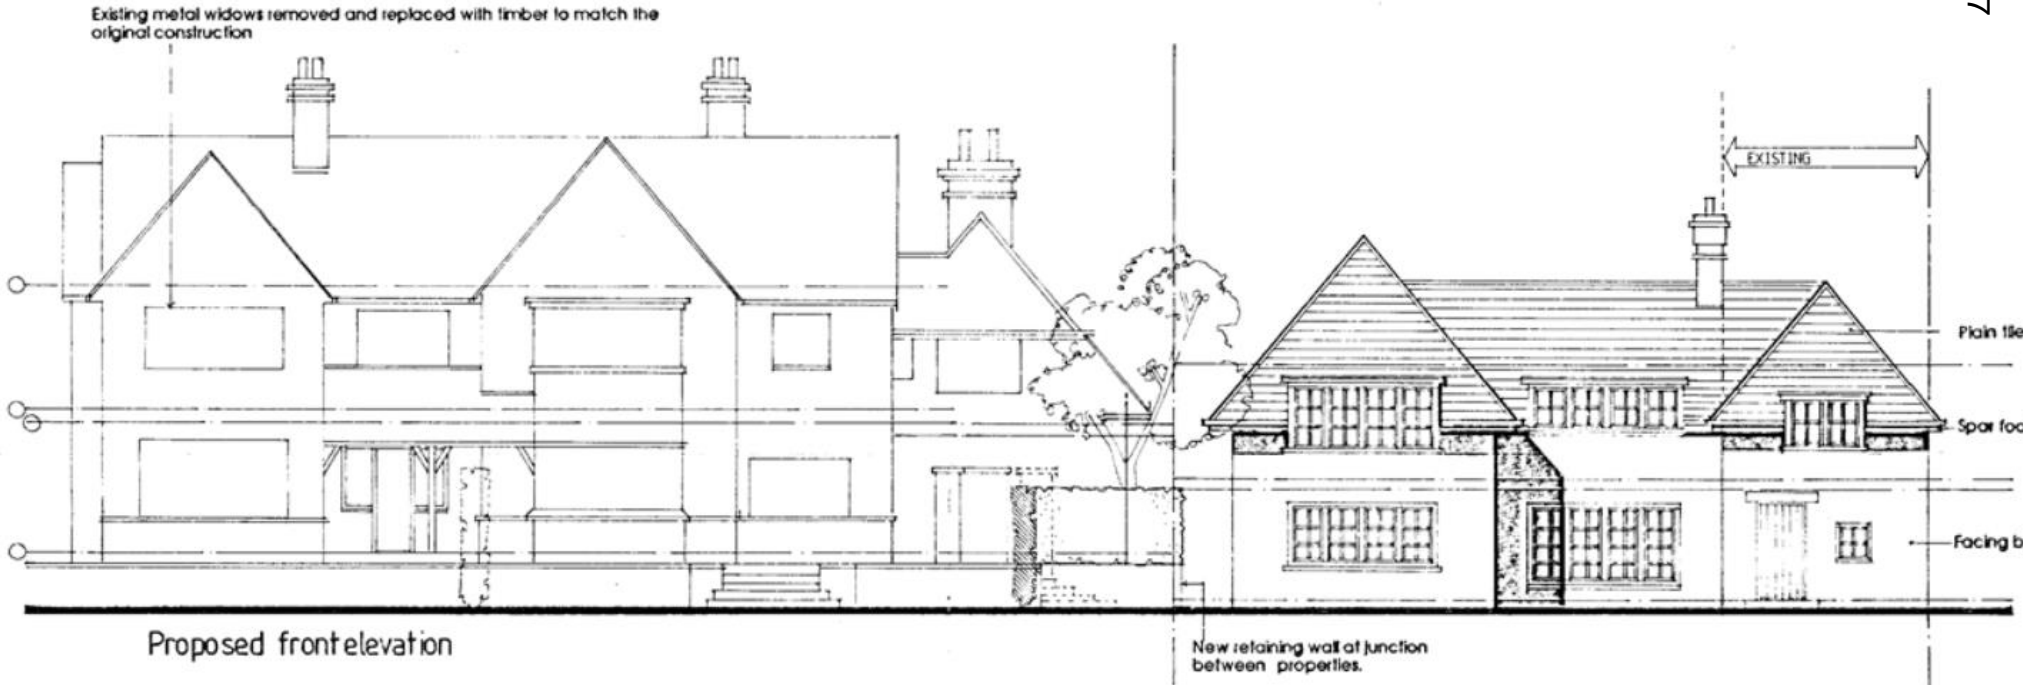 Existing metal widows removed and replaced with timber to match the
original construction
7
EXISTING
Plain tile
Spar foo
Facing b
Proposed front elevation
New retaining wall at junction
between properties.